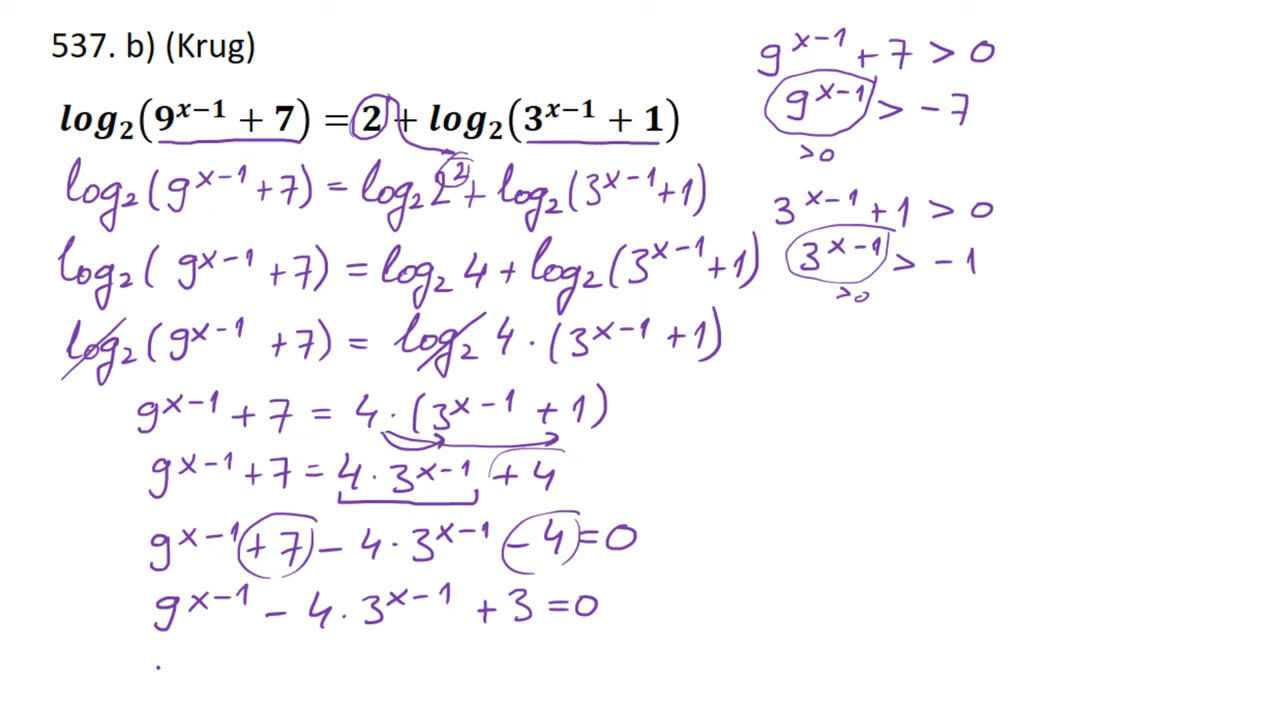 537. b) (Krug)
log₂(9ˣ⁻¹ + 7) = 2 + log₂(3ˣ⁻¹ + 1)
log₂(9ˣ⁻¹ + 7) = log₂ 2² + log₂(3ˣ⁻¹ + 1)
log₂(9ˣ⁻¹ + 7) = log₂ 4 + log₂(3ˣ⁻¹ + 1)
log₂(9ˣ⁻¹ + 7) = log₂ 4 · (3ˣ⁻¹ + 1)
9ˣ⁻¹ + 7 = 4 · (3ˣ⁻¹ + 1)
9ˣ⁻¹ + 7 = 4 · 3ˣ⁻¹ + 4
9ˣ⁻¹ + 7 − 4 · 3ˣ⁻¹ − 4 = 0
9ˣ⁻¹ − 4 · 3ˣ⁻¹ + 3 = 0
9ˣ⁻¹ + 7 > 0
9ˣ⁻¹ > −7
>0
3ˣ⁻¹ + 1 > 0
3ˣ⁻¹ > −1
>0